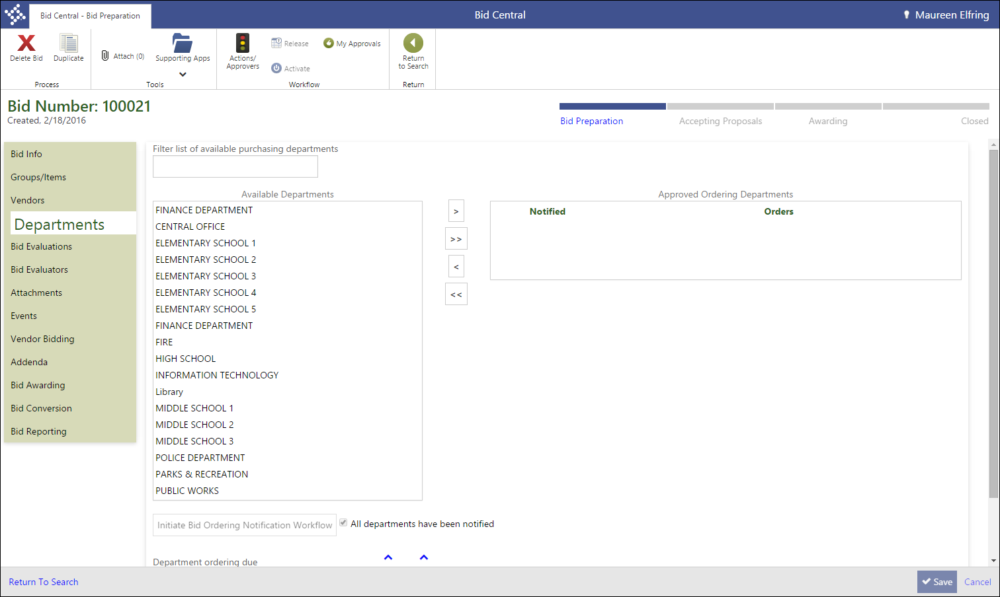 Bid Central - Bid Preparation
Bid Central
Maureen Elfring
Delete Bid
Duplicate
Process
Attach (0)
Supporting Apps
Tools
Actions/
Approvers
Release
Activate
My Approvals
Workflow
Return
to Search
Return
Bid Number: 100021
Created, 2/18/2016
Bid Preparation
Accepting Proposals
Awarding
Closed
Bid Info
Groups/Items
Vendors
Departments
Bid Evaluations
Bid Evaluators
Attachments
Events
Vendor Bidding
Addenda
Bid Awarding
Bid Conversion
Bid Reporting
Filter list of available purchasing departments
Available Departments
FINANCE DEPARTMENT
CENTRAL OFFICE
ELEMENTARY SCHOOL 1
ELEMENTARY SCHOOL 2
ELEMENTARY SCHOOL 3
ELEMENTARY SCHOOL 4
ELEMENTARY SCHOOL 5
FINANCE DEPARTMENT
FIRE
HIGH SCHOOL
INFORMATION TECHNOLOGY
Library
MIDDLE SCHOOL 1
MIDDLE SCHOOL 2
MIDDLE SCHOOL 3
POLICE DEPARTMENT
PARKS & RECREATION
PUBLIC WORKS
>
>>
<
<<
Approved Ordering Departments
Notified
Orders
Initiate Bid Ordering Notification Workflow
All departments have been notified
Department ordering due
Return To Search
Save
Cancel